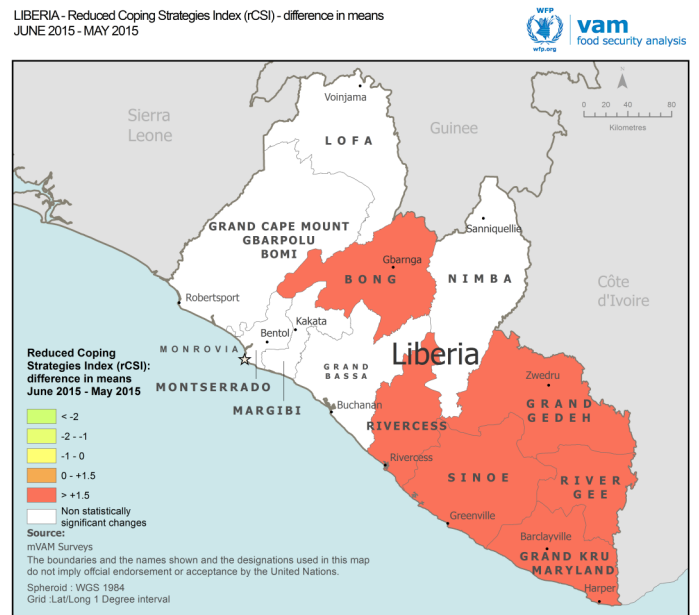 LIBERIA - Reduced Coping Strategies Index (rCSI) - difference in means
JUNE 2015 - MAY 2015
WFP
wfp.org
vam
food security analysis
0 20 40 80
Kilometres
Sierra
Leone
Guinee
Côte
d'Ivoire
Voinjama
LOFA
GRAND CAPE MOUNT
GBARPOLU
BOMI
Sanniquellie
Gbarnga
BONG
NIMBA
Robertsport
Kakata
Bentol
MONROVIA
MONTSERRADO
MARGIBI
GRAND
BASSA
Liberia
Buchanan
Zwedru
GRAND
GEDEH
RIVERCESS
Rivercess
SINOE
RIVER
GEE
Greenville
Barclayville
GRAND KRU
MARYLAND
Harper
Reduced Coping
Strategies Index (rCSI):
difference in means
June 2015 - May 2015
< -2
-2 - -1
-1 - 0
0 - +1.5
> +1.5
Non statistically
significant changes
Source:
mVAM Surveys
The boundaries and the names shown and the designations used in this map
do not imply offcial endorsement or acceptance by the United Nations.
Spheroid : WGS 1984
Grid :Lat/Long 1 Degree interval